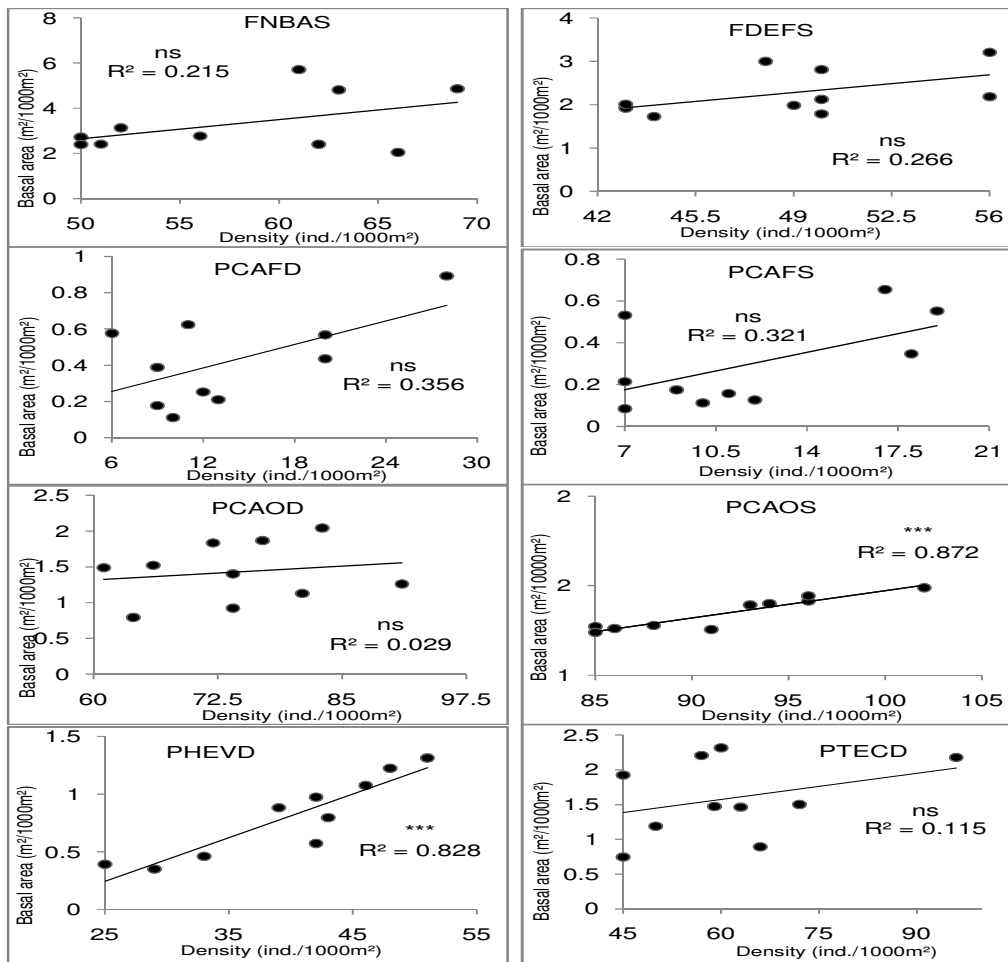 FNBAS
ns
R² = 0.215
Basal area (m²/1000m²)
8
6
4
2
0
50
55
60
65
70
Density (ind./1000m²)
FDEFS
ns
R² = 0.266
Basal area (m²/1000m²)
4
3
2
1
0
42
45.5
49
52.5
56
Density (ind./1000m²)
PCAFD
ns
R² = 0.356
Basal area (m²/1000m²)
1
0.8
0.6
0.4
0.2
0
6
12
18
24
30
Density (ind./1000m²)
PCAFS
ns
R² = 0.321
Basal area (m²/1000m²)
0.8
0.6
0.4
0.2
0
7
10.5
14
17.5
21
Densiy (ind./1000m²)
PCAOD
ns
R² = 0.029
Basal area (m²/1000m²)
2.5
2
1.5
1
0.5
0
60
72.5
85
97.5
Density (ind./1000m²)
PCAOS
***
R² = 0.872
Basal area (m²/10000m²)
2
2
1
85
90
95
100
105
Density (ind./1000m²)
PHEVD
***
R² = 0.828
Basal area (m²/1000m²)
1.5
1
0.5
0
25
35
45
55
Density (ind./1000m²)
PTECD
ns
R² = 0.115
Basal area (m²/1000m²)
2.5
2
1.5
1
0.5
0
45
60
75
90
Density (ind./1000m²)